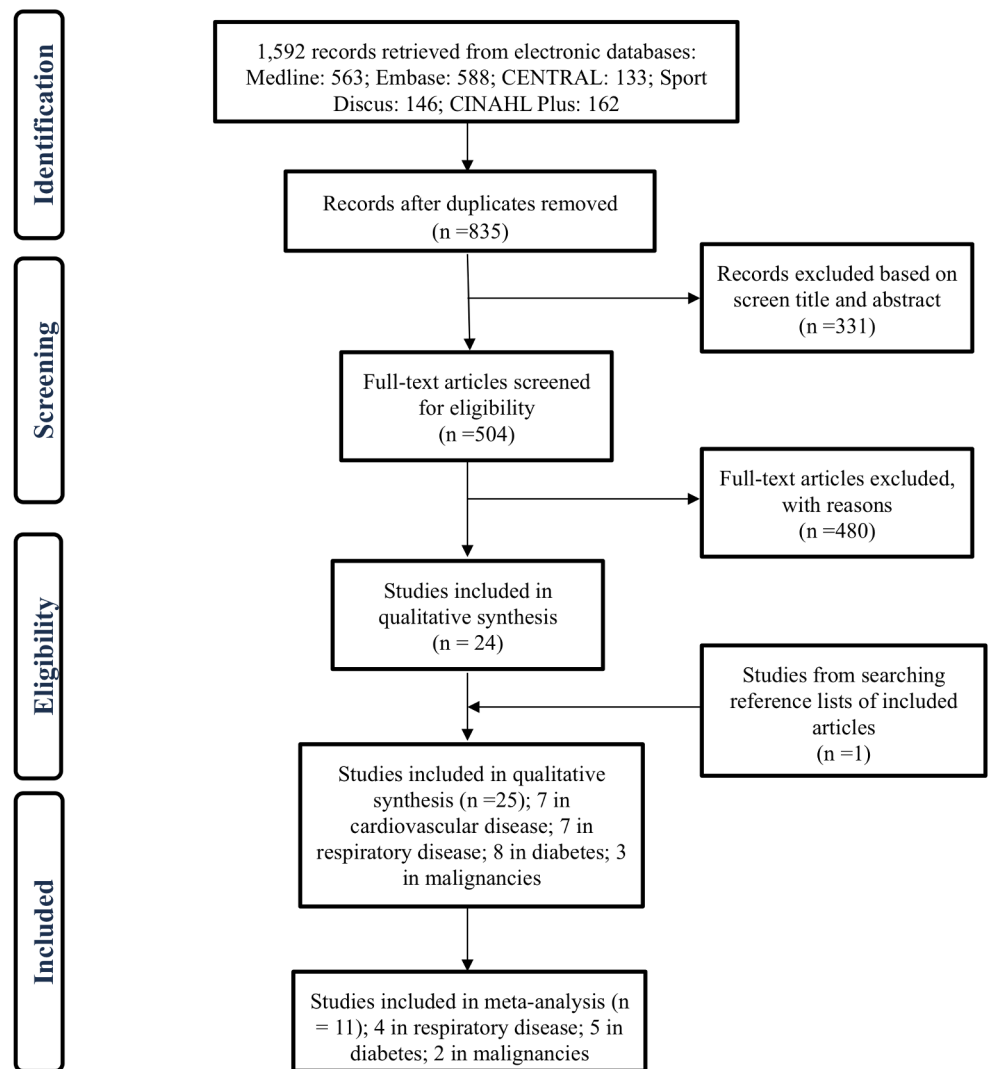 Identification
1,592 records retrieved from electronic databases:
Medline: 563; Embase: 588; CENTRAL: 133; Sport
Discus: 146; CINAHL Plus: 162
Records after duplicates removed
(n =835)
Screening
Records excluded based on
screen title and abstract
(n =331)
Full-text articles screened
for eligibility
(n =504)
Full-text articles excluded,
with reasons
(n =480)
Eligibility
Studies included in
qualitative synthesis
(n = 24)
Studies from searching
reference lists of included
articles
(n =1)
Included
Studies included in qualitative
synthesis (n =25); 7 in
cardiovascular disease; 7 in
respiratory disease; 8 in diabetes; 3
in malignancies
Studies included in meta-analysis (n
= 11); 4 in respiratory disease; 5 in
diabetes; 2 in malignancies